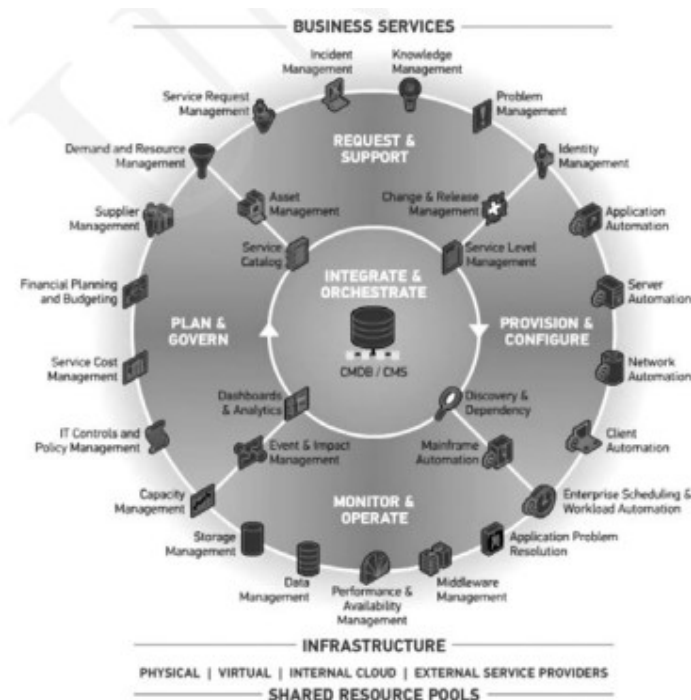 BUSINESS SERVICES
Incident
Management
Knowledge
Management
Service Request
Management
Problem
Management
REQUEST &
SUPPORT
Demand and Resource
Management
Identity
Management
Asset
Management
Change & Release
Management
Supplier
Management
Application
Automation
Service
Catalog
Service Level
Management
INTEGRATE &
ORCHESTRATE
Financial Planning
and Budgeting
Server
Automation
PLAN &
GOVERN
PROVISION &
CONFIGURE
Service Cost
Management
CMDB / CMS
Network
Automation
Dashboards
& Analytics
Discovery &
Dependency
IT Controls and
Policy Management
Event & Impact
Management
Mainframe
Automation
Client
Automation
Capacity
Management
MONITOR &
OPERATE
Enterprise Scheduling &
Workload Automation
Storage
Management
Application Problem
Resolution
Data
Management
Performance &
Availability
Management
Middleware
Management
INFRASTRUCTURE
PHYSICAL | VIRTUAL | INTERNAL CLOUD | EXTERNAL SERVICE PROVIDERS
SHARED RESOURCE POOLS